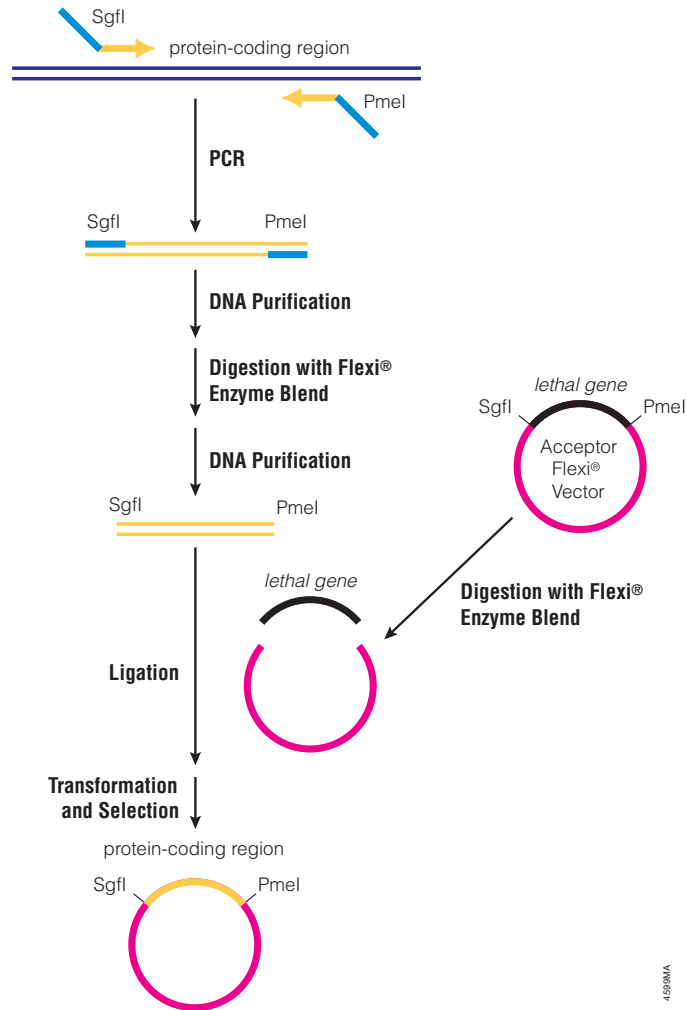 SgfI
protein-coding region
PmeI
PCR
SgfI
PmeI
DNA Purification
Digestion with Flexi®
Enzyme Blend
DNA Purification
lethal gene
SgfI
PmeI
Acceptor
Flexi®
Vector
SgfI
PmeI
lethal gene
Digestion with Flexi®
Enzyme Blend
Ligation
Transformation
and Selection
protein-coding region
SgfI
PmeI
4599MA